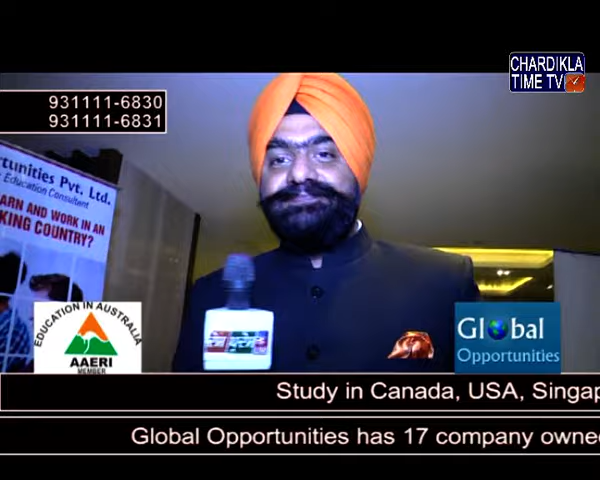 CHARDIKLA
TIME TV
931111-6830
931111-6831
rtunities Pvt. Ltd.
Education Consultant
ARN AND WORK IN AN
KING COUNTRY?
EDUCATION IN AUSTRALIA
AAERI
MEMBER
Global
Opportunities
Study in Canada, USA, Singap
Global Opportunities has 17 company owne